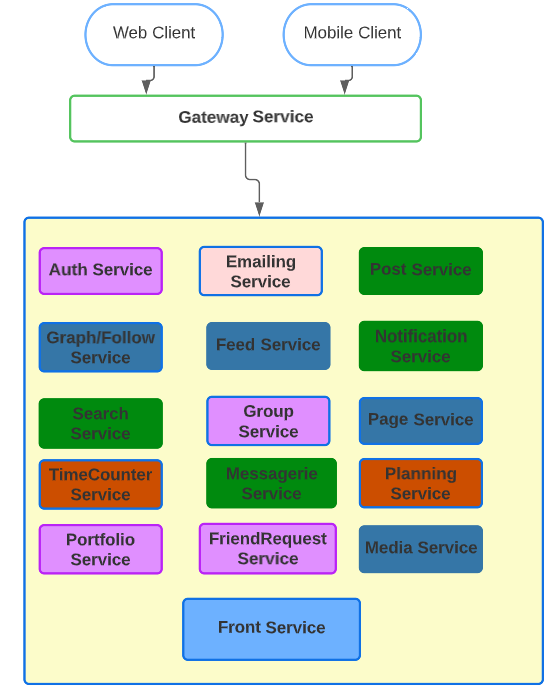 Web Client
Mobile Client
Gateway Service
Auth Service
Emailing
Service
Post Service
Graph/Follow
Service
Feed Service
Notification
Service
Search
Service
Group
Service
Page Service
TimeCounter
Service
Messagerie
Service
Planning
Service
Portfolio
Service
FriendRequest
Service
Media Service
Front Service